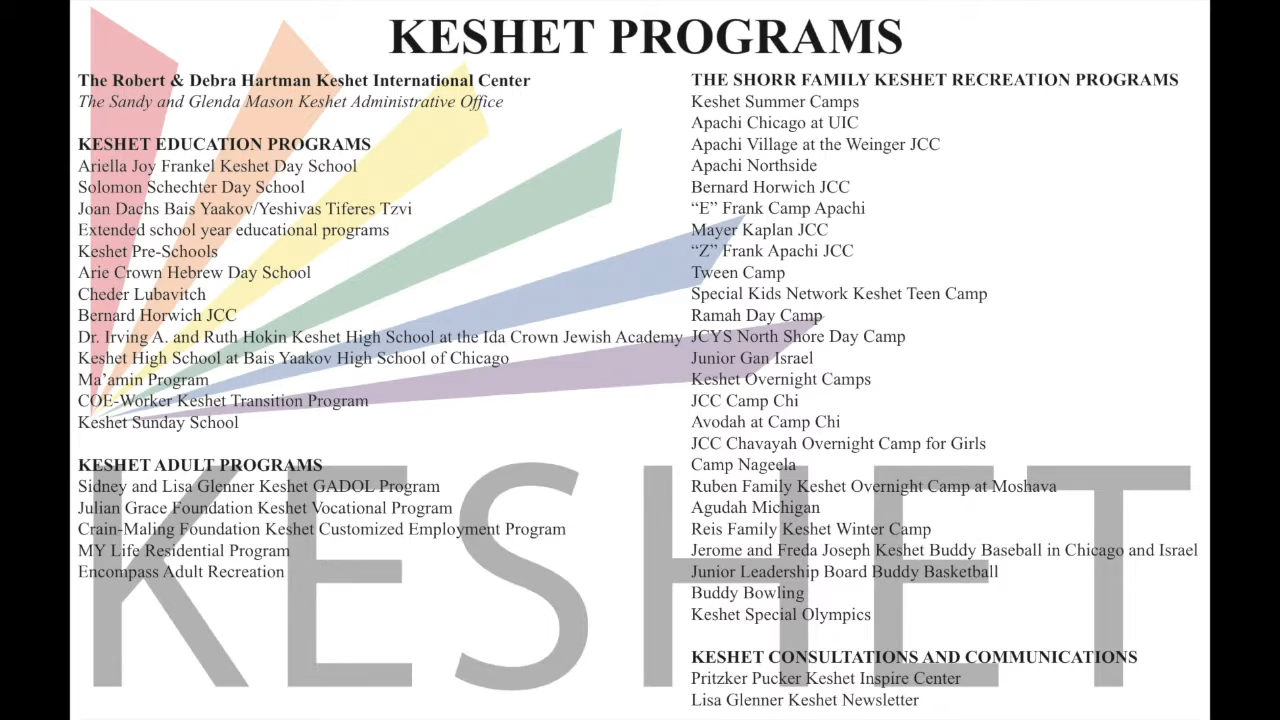 KESHET PROGRAMS
The Robert & Debra Hartman Keshet International Center
The Sandy and Glenda Mason Keshet Administrative Office
KESHET EDUCATION PROGRAMS
Ariella Joy Frankel Keshet Day School
Solomon Schechter Day School
Joan Dachs Bais Yaakov/Yeshivas Tiferes Tzvi
Extended school year educational programs
Keshet Pre-Schools
Arie Crown Hebrew Day School
Cheder Lubavitch
Bernard Horwich JCC
Dr. Irving A. and Ruth Hokin Keshet High School at the Ida Crown Jewish Academy
Keshet High School at Bais Yaakov High School of Chicago
Ma’amin Program
COE-Worker Keshet Transition Program
Keshet Sunday School
KESHET ADULT PROGRAMS
Sidney and Lisa Glenner Keshet GADOL Program
Julian Grace Foundation Keshet Vocational Program
Crain-Maling Foundation Keshet Customized Employment Program
MY Life Residential Program
Encompass Adult Recreation
THE SHORR FAMILY KESHET RECREATION PROGRAMS
Keshet Summer Camps
Apachi Chicago at UIC
Apachi Village at the Weinger JCC
Apachi Northside
Bernard Horwich JCC
“E” Frank Camp Apachi
Mayer Kaplan JCC
“Z” Frank Apachi JCC
Tween Camp
Special Kids Network Keshet Teen Camp
Ramah Day Camp
JCYS North Shore Day Camp
Junior Gan Israel
Keshet Overnight Camps
JCC Camp Chi
Avodah at Camp Chi
JCC Chavayah Overnight Camp for Girls
Camp Nageela
Ruben Family Keshet Overnight Camp at Moshava
Agudah Michigan
Reis Family Keshet Winter Camp
Jerome and Freda Joseph Keshet Buddy Baseball in Chicago and Israel
Junior Leadership Board Buddy Basketball
Buddy Bowling
Keshet Special Olympics
KESHET CONSULTATIONS AND COMMUNICATIONS
Pritzker Pucker Keshet Inspire Center
Lisa Glenner Keshet Newsletter
KESHET